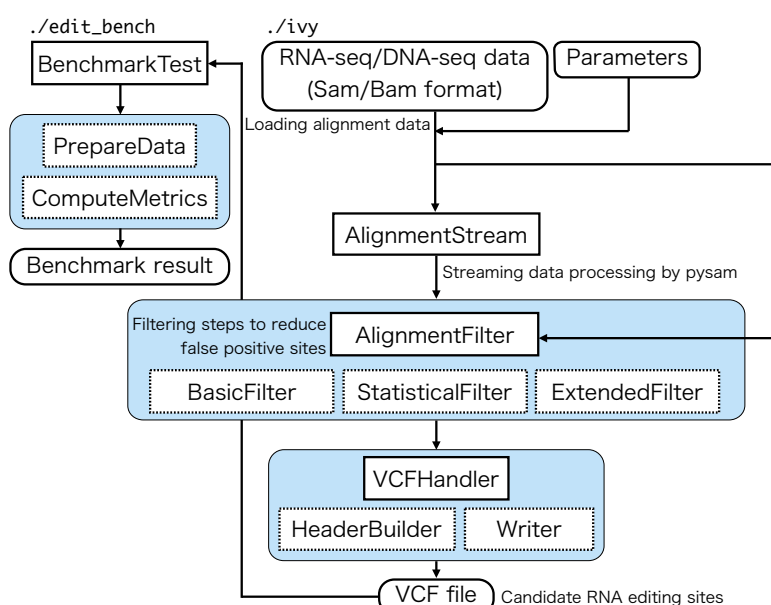 ./edit_bench
./ivy
BenchmarkTest
RNA-seq/DNA-seq data
(Sam/Bam format)
Parameters
Loading alignment data
PrepareData
ComputeMetrics
Benchmark result
AlignmentStream
Streaming data processing by pysam
Filtering steps to reduce
false positive sites
AlignmentFilter
BasicFilter
StatisticalFilter
ExtendedFilter
VCFHandler
HeaderBuilder
Writer
VCF file
Candidate RNA editing sites